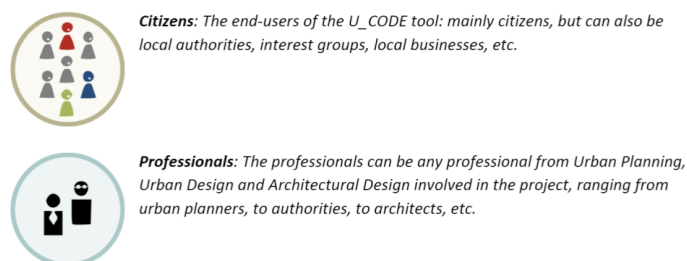 Citizens: The end-users of the U_CODE tool: mainly citizens, but can also be
local authorities, interest groups, local businesses, etc.
Professionals: The professionals can be any professional from Urban Planning,
Urban Design and Architectural Design involved in the project, ranging from
urban planners, to authorities, to architects, etc.